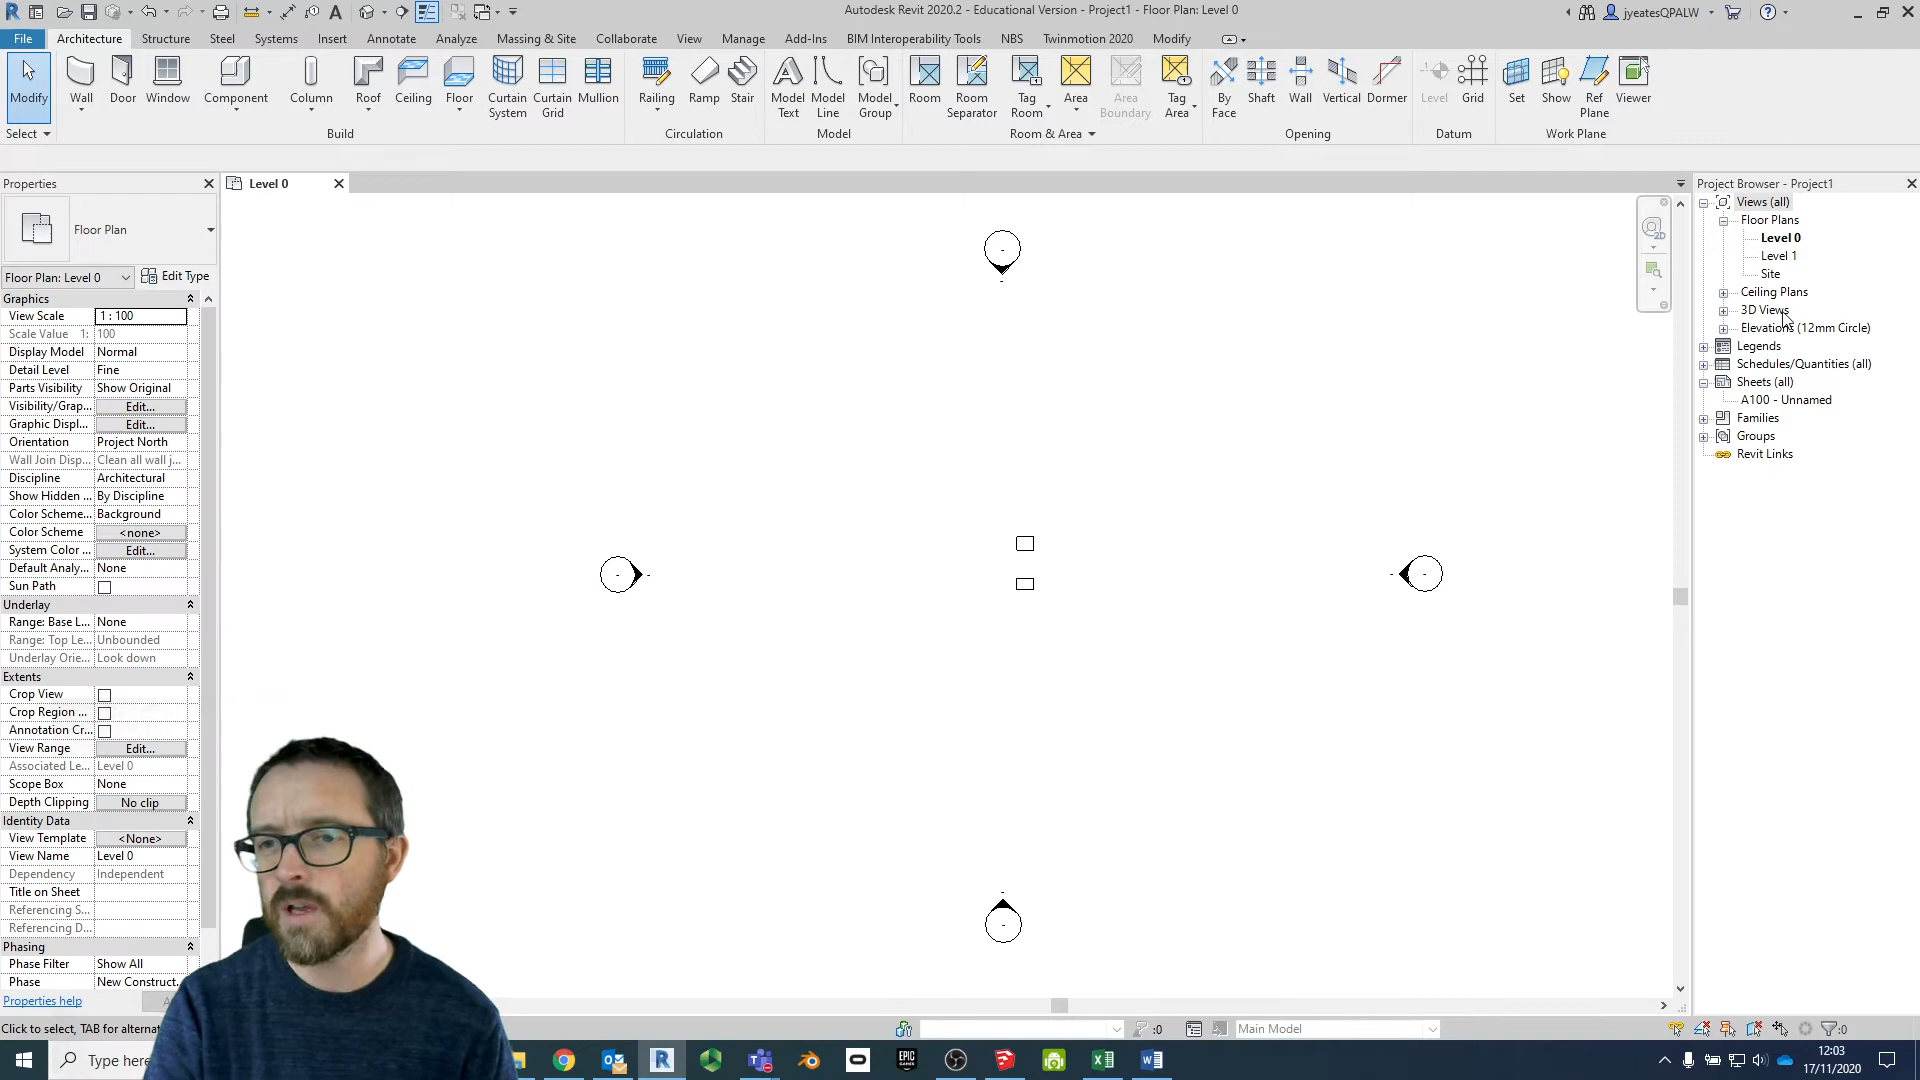 Autodesk Revit 2020.2 - Educational Version - Project1 - Floor Plan: Level 0
jyeatesQPALW
File Architecture Structure Steel Systems Insert Annotate Analyze Massing & Site Collaborate View Manage Add-Ins BIM Interoperability Tools NBS Twinmotion 2020 Modify
Modify Wall Door Window Component Column Roof Ceiling Floor Curtain System Curtain Grid Mullion Railing Ramp Stair Model Text Model Line Model Group Room Room Separator Tag Room Area Area Boundary Tag Area By Face Shaft Wall Vertical Dormer Level Grid Set Show Ref Plane Viewer
Select Build Circulation Model Room & Area Opening Datum Work Plane
Properties
Floor Plan
Floor Plan: Level 0 Edit Type
Graphics
View Scale 1 : 100
Scale Value 1: 100
Display Model Normal
Detail Level Fine
Parts Visibility Show Original
Visibility/Grap... Edit...
Graphic Displ... Edit...
Orientation Project North
Wall Join Disp... Clean all wall j...
Discipline Architectural
Show Hidden ... By Discipline
Color Scheme... Background
Color Scheme <none>
System Color ... Edit...
Default Analy... None
Sun Path
Underlay
Range: Base L... None
Range: Top Le... Unbounded
Underlay Orie... Look down
Extents
Crop View
Crop Region ...
Annotation Cr...
View Range Edit...
Associated Le... Level 0
Scope Box None
Depth Clipping No clip
Identity Data
View Template <None>
View Name Level 0
Dependency Independent
Title on Sheet
Referencing S...
Referencing D...
Phasing
Phase Filter Show All
Phase New Construct...
Properties help
Level 0
2D
Project Browser - Project1
Views (all)
Floor Plans
Level 0
Level 1
Site
Ceiling Plans
3D Views
Elevations (12mm Circle)
Legends
Schedules/Quantities (all)
Sheets (all)
A100 - Unnamed
Families
Groups
Revit Links
Click to select, TAB for alternat
:0
Main Model
:0
Type here
EPIC GAMES
12:03
17/11/2020